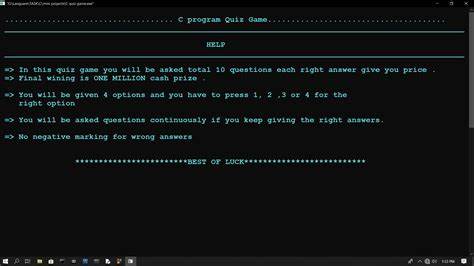 . . . . . . . . . . . . . . . . . . . . . . . . . . . . . . . . . . C program Quiz Game. . . . . . . . . . . . . . . . . . . . . . . . . . . . . . . . . . . .
HELP
=> In this quiz game you will be asked total 10 questions each right answer give you price .
=> Final wining is ONE MILLION cash prize .
=> You will be given 4 options and you have to press 1, 2 ,3 or 4 for the
right option
=> You will be asked questions continuously if you keep giving the right answers.
=> No negative marking for wrong answers
************************BEST OF LUCK**************************